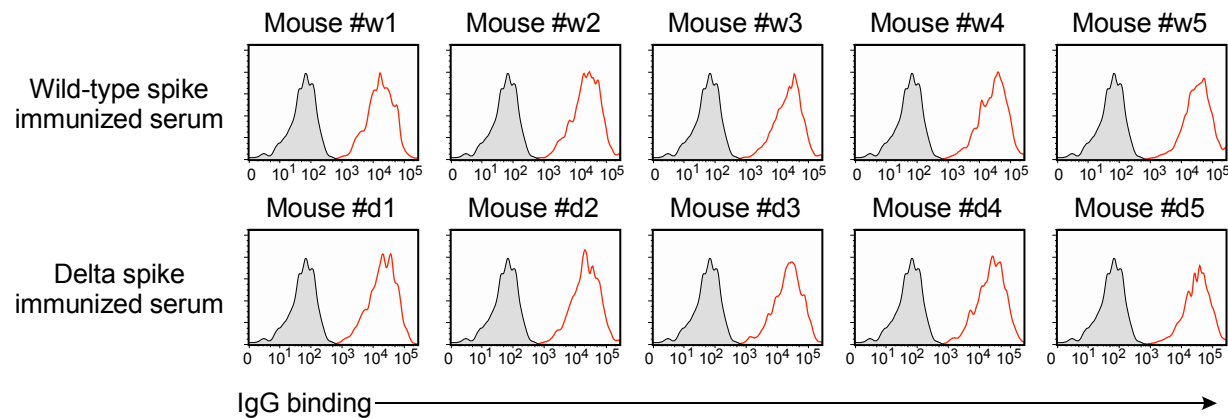 Mouse #w1 Mouse #w2 Mouse #w3 Mouse #w4 Mouse #w5
Wild-type spike
immunized serum
0 10¹ 10² 10³ 10⁴ 10⁵ 0 10¹ 10² 10³ 10⁴ 10⁵ 0 10¹ 10² 10³ 10⁴ 10⁵ 0 10¹ 10² 10³ 10⁴ 10⁵ 0 10¹ 10² 10³ 10⁴ 10⁵
Mouse #d1 Mouse #d2 Mouse #d3 Mouse #d4 Mouse #d5
Delta spike
immunized serum
0 10¹ 10² 10³ 10⁴ 10⁵ 0 10¹ 10² 10³ 10⁴ 10⁵ 0 10¹ 10² 10³ 10⁴ 10⁵ 0 10¹ 10² 10³ 10⁴ 10⁵ 0 10¹ 10² 10³ 10⁴ 10⁵
IgG binding